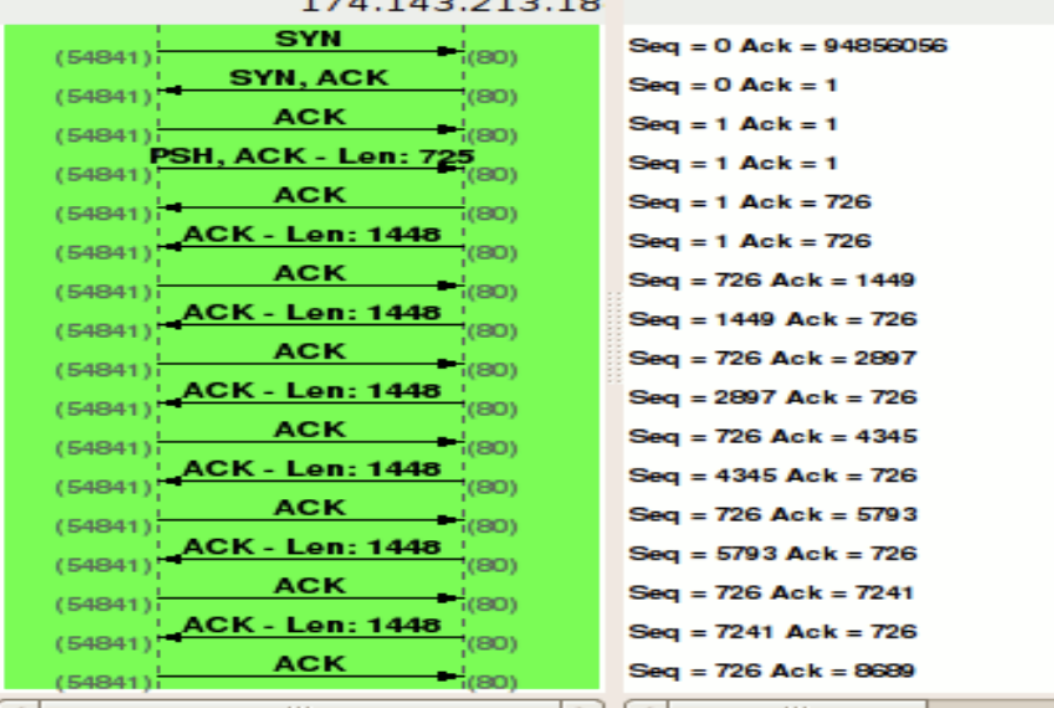 174.143.213.18
SYN Seq = 0 Ack = 94856056
(54841) (80)
SYN, ACK Seq = 0 Ack = 1
(54841) (80)
ACK Seq = 1 Ack = 1
(54841) (80)
PSH, ACK - Len: 725 Seq = 1 Ack = 1
(54841) (80)
ACK Seq = 1 Ack = 726
(54841) (80)
ACK - Len: 1448 Seq = 1 Ack = 726
(54841) (80)
ACK Seq = 726 Ack = 1449
(54841) (80)
ACK - Len: 1448 Seq = 1449 Ack = 726
(54841) (80)
ACK Seq = 726 Ack = 2897
(54841) (80)
ACK - Len: 1448 Seq = 2897 Ack = 726
(54841) (80)
ACK Seq = 726 Ack = 4345
(54841) (80)
ACK - Len: 1448 Seq = 4345 Ack = 726
(54841) (80)
ACK Seq = 726 Ack = 5793
(54841) (80)
ACK - Len: 1448 Seq = 5793 Ack = 726
(54841) (80)
ACK Seq = 726 Ack = 7241
(54841) (80)
ACK - Len: 1448 Seq = 7241 Ack = 726
(54841) (80)
ACK Seq = 726 Ack = 8689
(54841) (80)